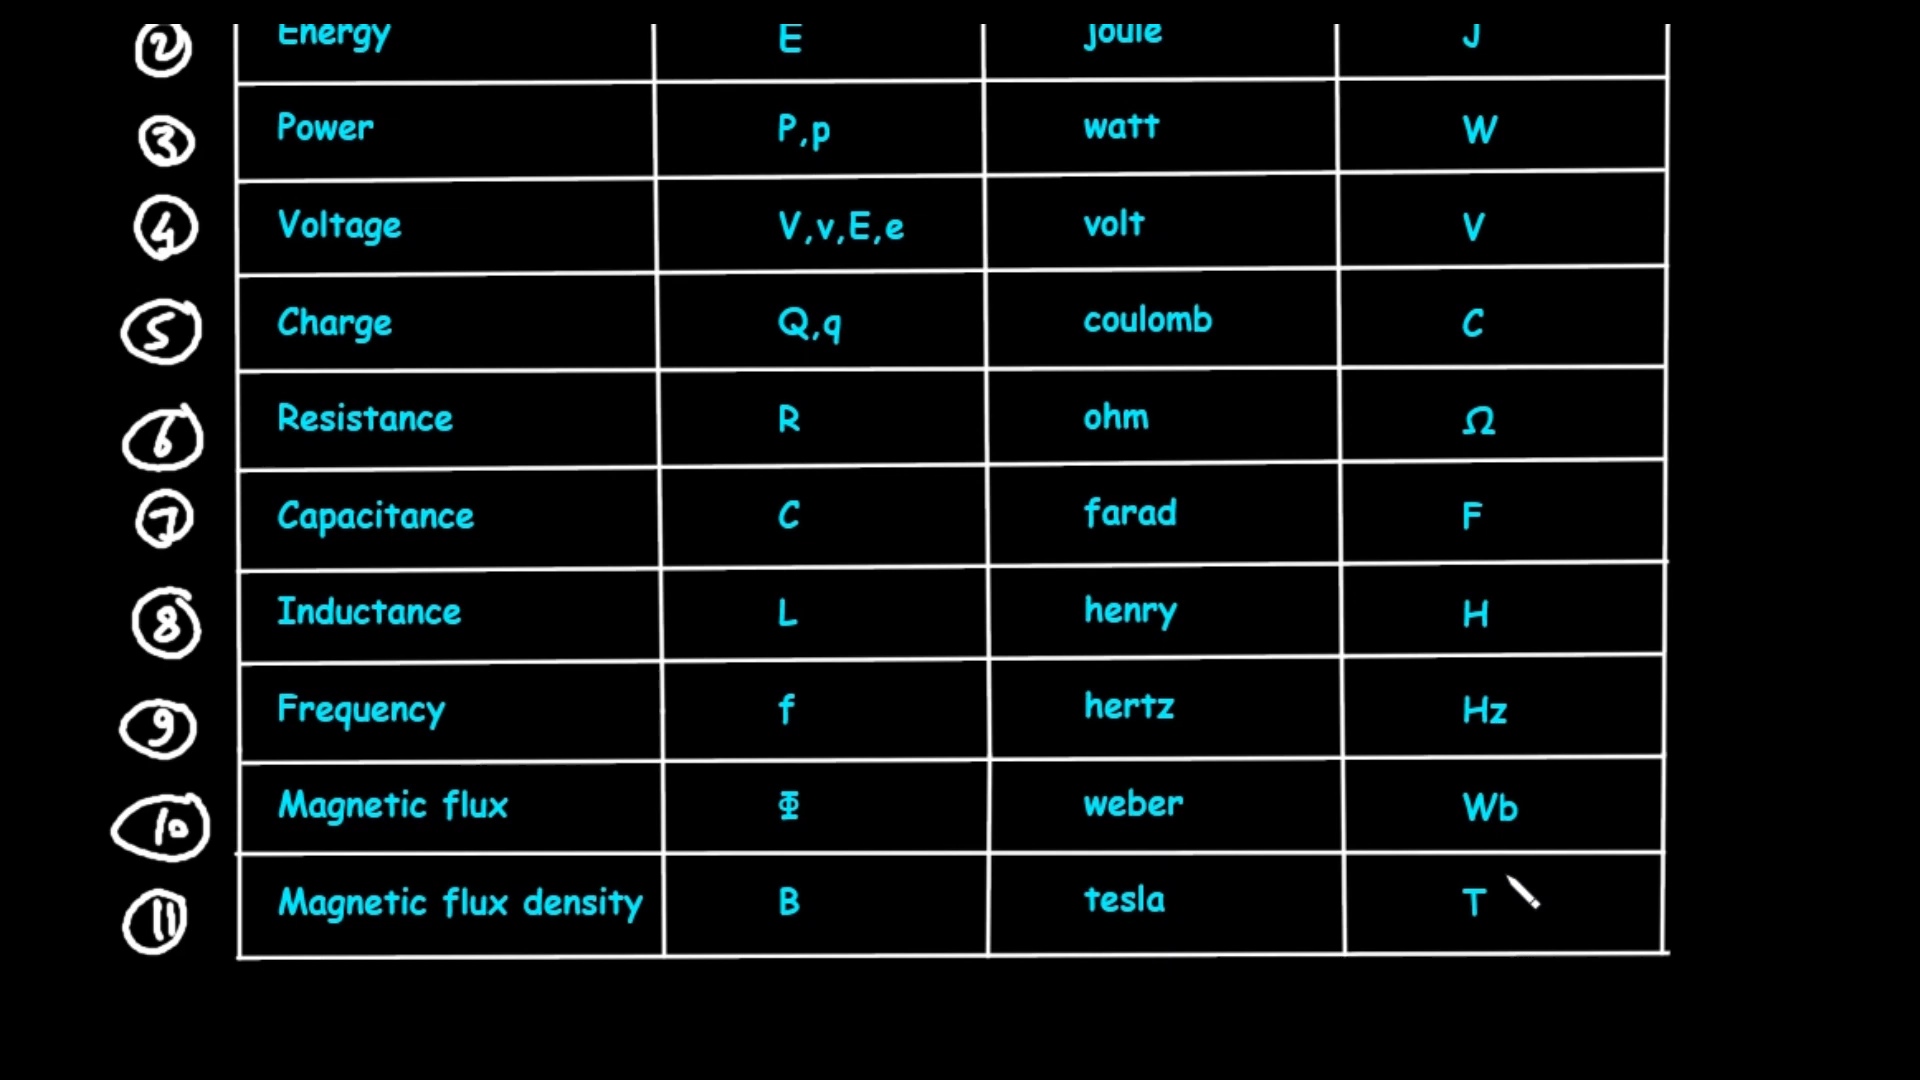 ② Energy E joule J
③ Power P,p watt W
④ Voltage V,v,E,e volt V
⑤ Charge Q,q coulomb C
⑥ Resistance R ohm Ω
⑦ Capacitance C farad F
⑧ Inductance L henry H
⑨ Frequency f hertz Hz
⑩ Magnetic flux Φ weber Wb
⑪ Magnetic flux density B tesla T